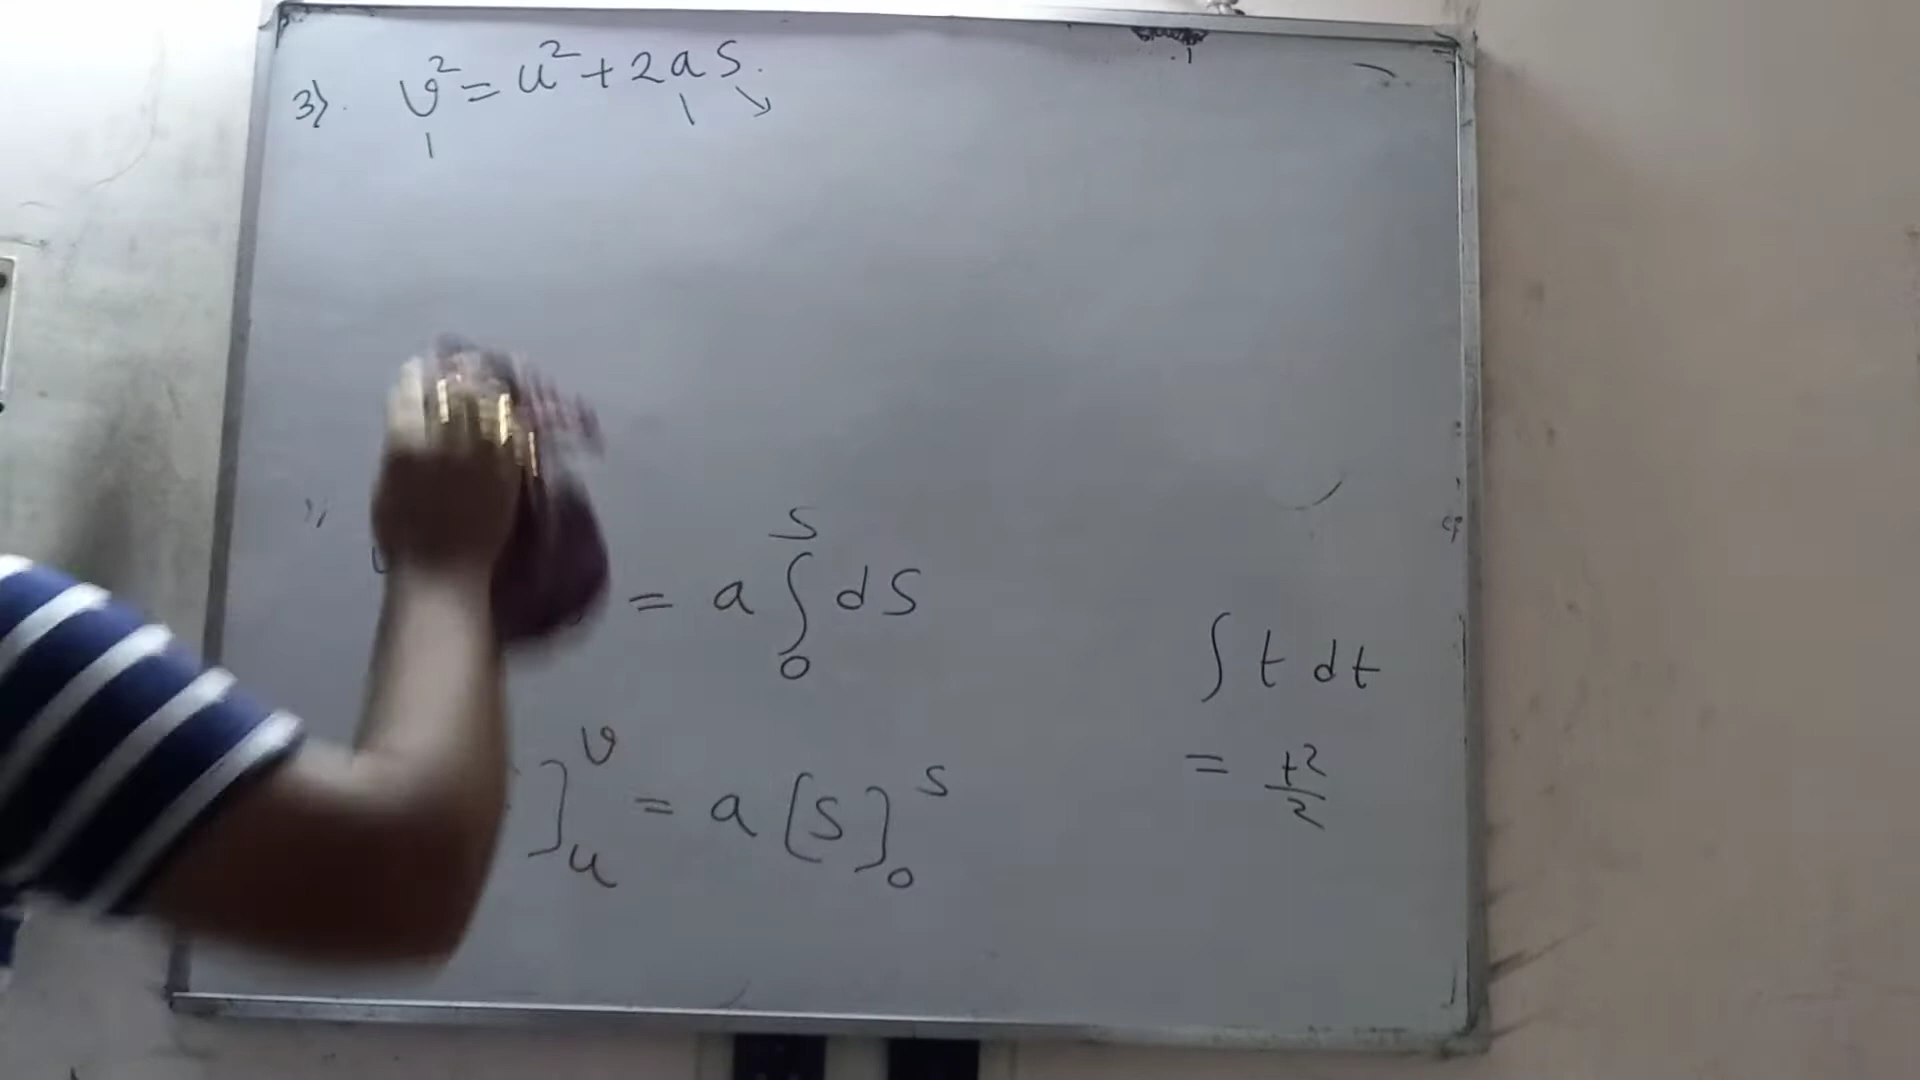 3). v² = u² + 2as.
= a ∫₀ˢ dS
]ᵤᵛ = a [S]₀ˢ
∫ t dt
= t²/2